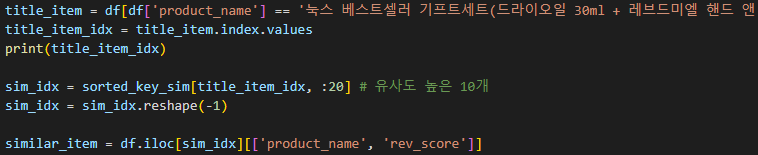 title_item = df[df['product_name'] == '눅스 베스트셀러 기프트세트(드라이오일 30ml + 레브드미엘 핸드 앤
title_item_idx = title_item.index.values
print(title_item_idx)
sim_idx = sorted_key_sim[title_item_idx, :20] # 유사도 높은 10개
sim_idx = sim_idx.reshape(-1)
similar_item = df.iloc[sim_idx][['product_name', 'rev_score']]